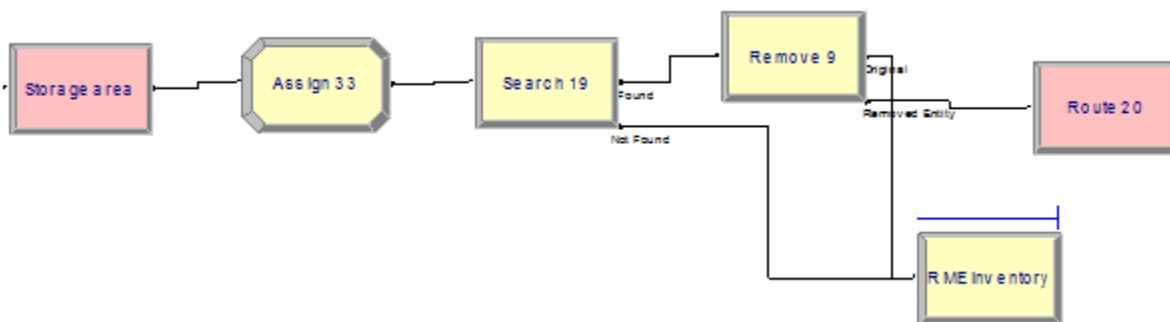 Storage area
Assign 33
Search 19
Found
Not Found
Remove 9
Original
Removed Entity
Route 20
RME Inventory